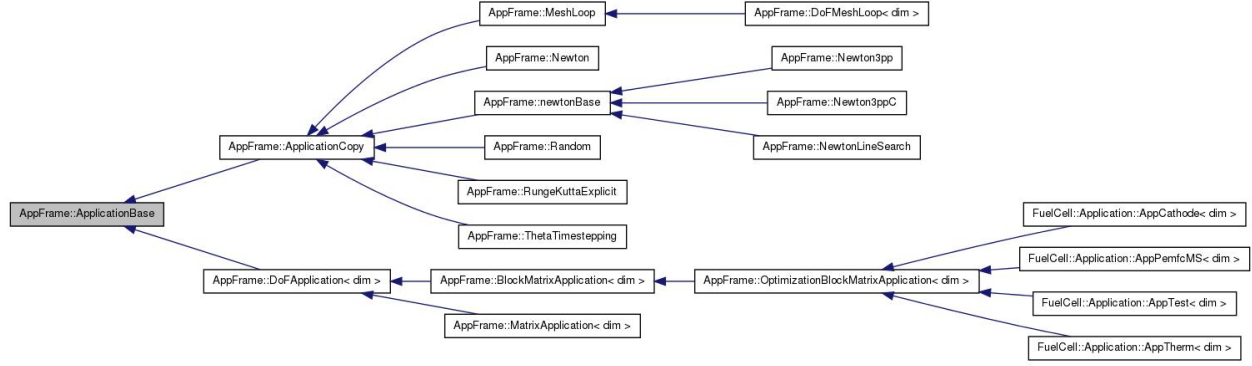 AppFrame::MeshLoop
AppFrame::DoFMeshLoop< dim >
AppFrame::Newton
AppFrame::Newton3pp
AppFrame::newtonBase
AppFrame::Newton3ppC
AppFrame::ApplicationCopy
AppFrame::Random
AppFrame::NewtonLineSearch
AppFrame::RungeKuttaExplicit
AppFrame::ApplicationBase
AppFrame::ThetaTimestepping
FuelCell::Application::AppCathode< dim >
FuelCell::Application::AppPemfcMS< dim >
AppFrame::DoFApplication< dim >
AppFrame::BlockMatrixApplication< dim >
AppFrame::OptimizationBlockMatrixApplication< dim >
FuelCell::Application::AppTest< dim >
AppFrame::MatrixApplication< dim >
FuelCell::Application::AppTherm< dim >